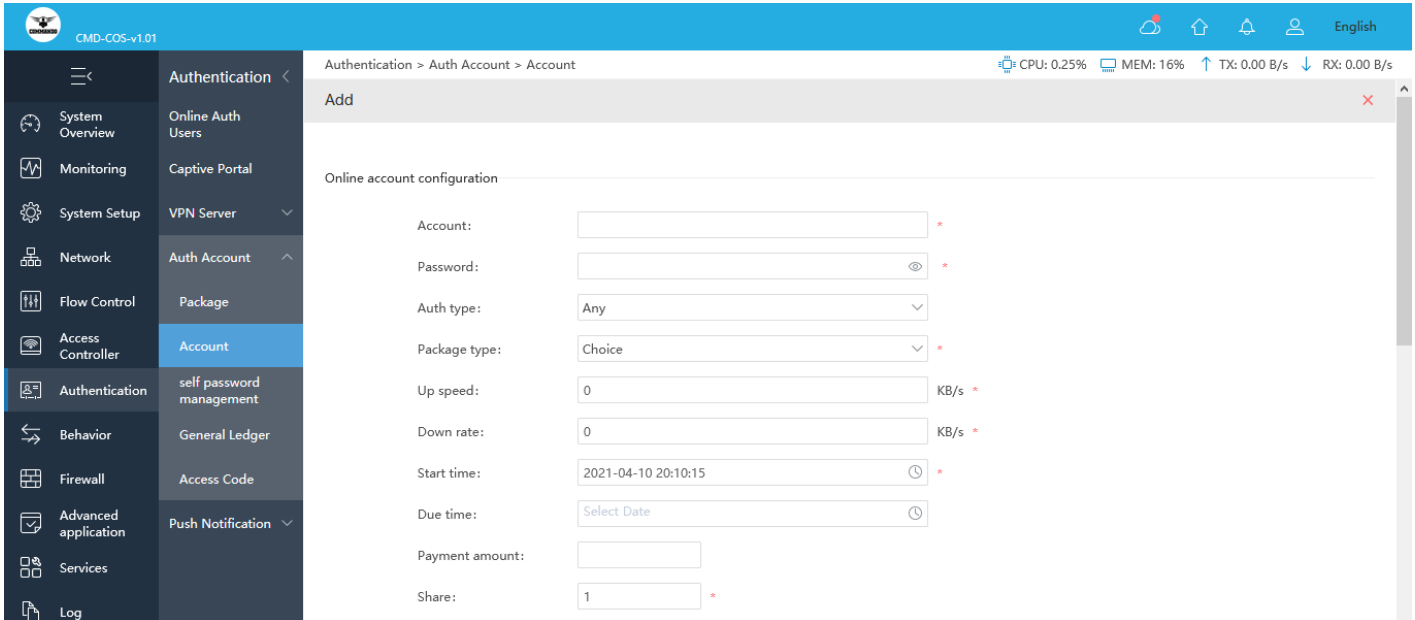 COMMANDO
CMD-COS-v1.01
English
Authentication > Auth Account > Account
CPU: 0.25%
MEM: 16%
TX: 0.00 B/s
RX: 0.00 B/s
System
Overview
Monitoring
System Setup
Network
Flow Control
Access
Controller
Authentication
Behavior
Firewall
Advanced
application
Services
Log
Authentication
Online Auth
Users
Captive Portal
VPN Server
Auth Account
Package
Account
self password
management
General Ledger
Access Code
Push Notification
Add
Online account configuration
Account:
*
Password:
*
Auth type:
Any
Package type:
Choice
*
Up speed:
0
KB/s *
Down rate:
0
KB/s *
Start time:
2021-04-10 20:10:15
*
Due time:
Select Date
Payment amount:
Share:
1
*